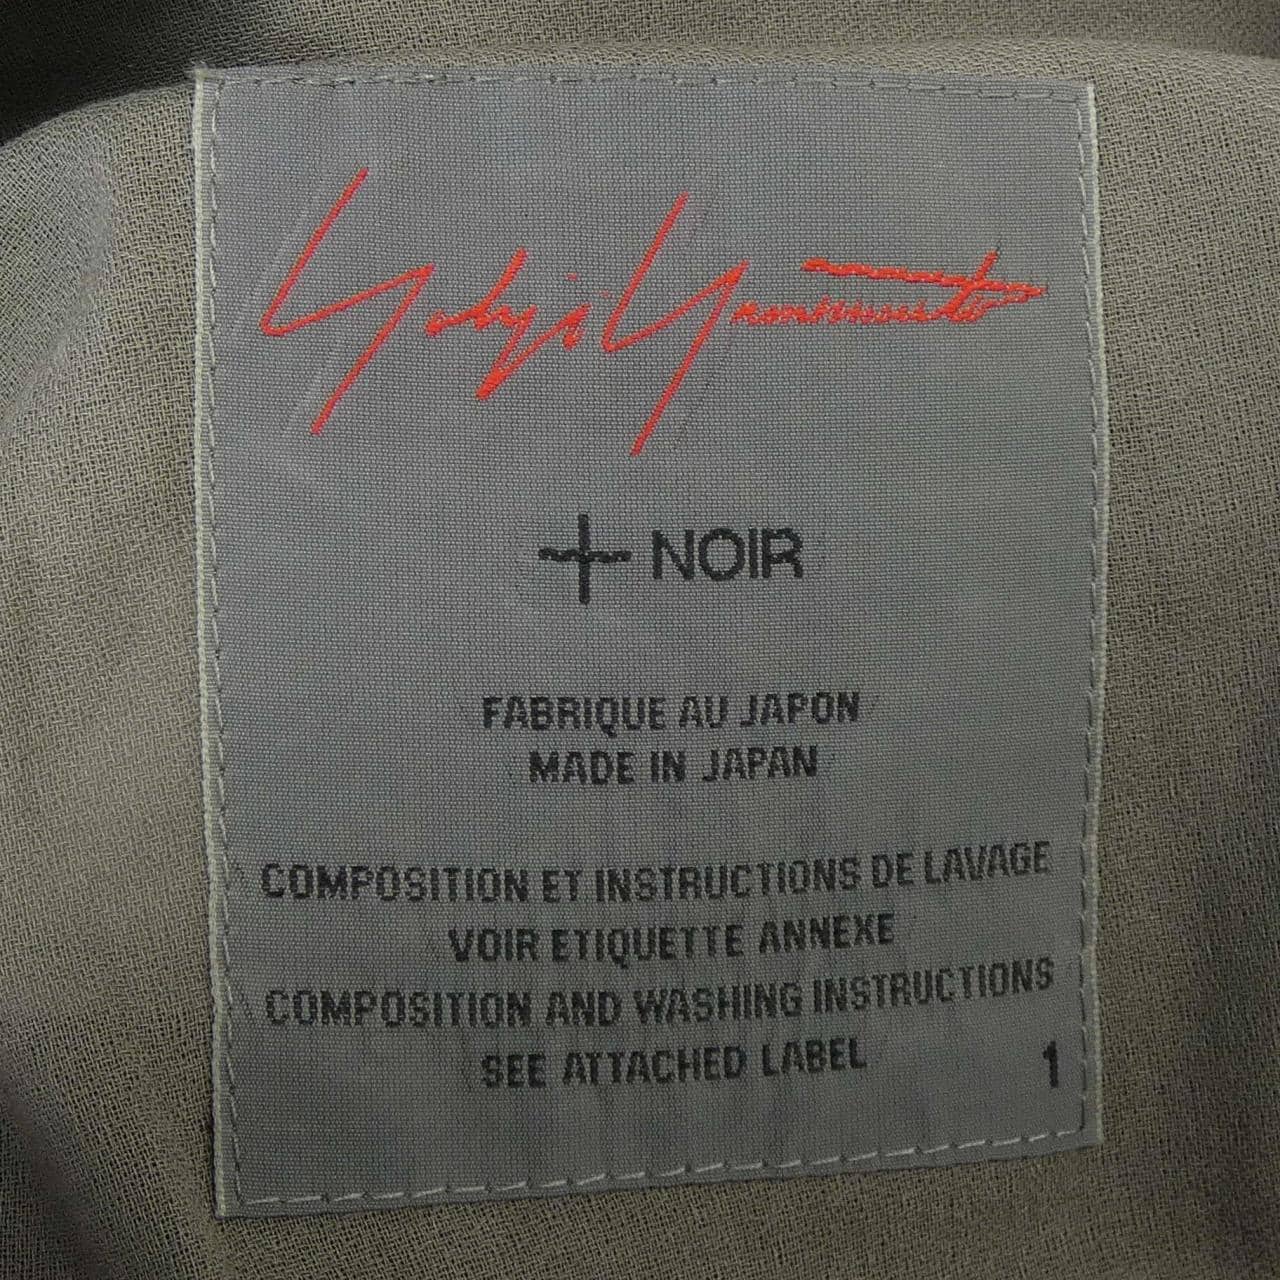 Yohji Yamamoto
+ NOIR
FABRIQUE AU JAPON
MADE IN JAPAN
COMPOSITION ET INSTRUCTIONS DE LAVAGE
VOIR ETIQUETTE ANNEXE
COMPOSITION AND WASHING INSTRUCTIONS
SEE ATTACHED LABEL
1